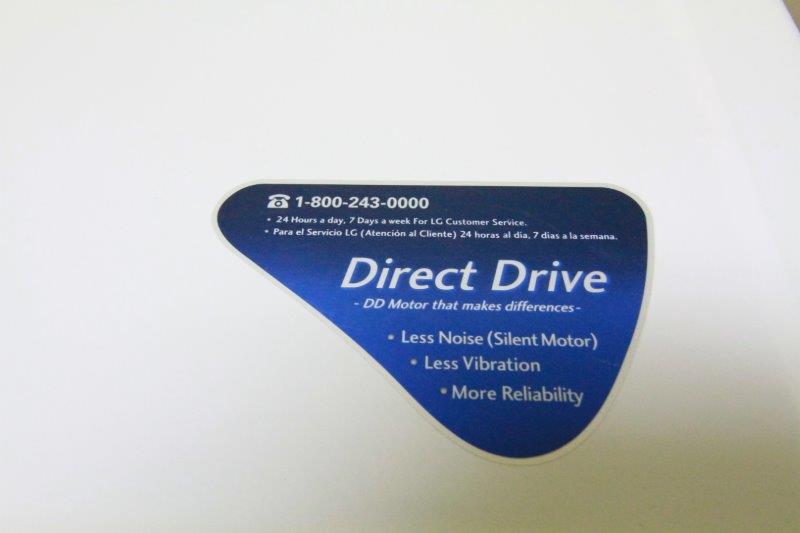 ☎ 1-800-243-0000
• 24 Hours a day, 7 Days a week For LG Customer Service.
• Para el Servicio LG (Atención al Cliente) 24 horas al día, 7 dias a la semana.
Direct Drive
- DD Motor that makes differences-
• Less Noise (Silent Motor)
• Less Vibration
• More Reliability